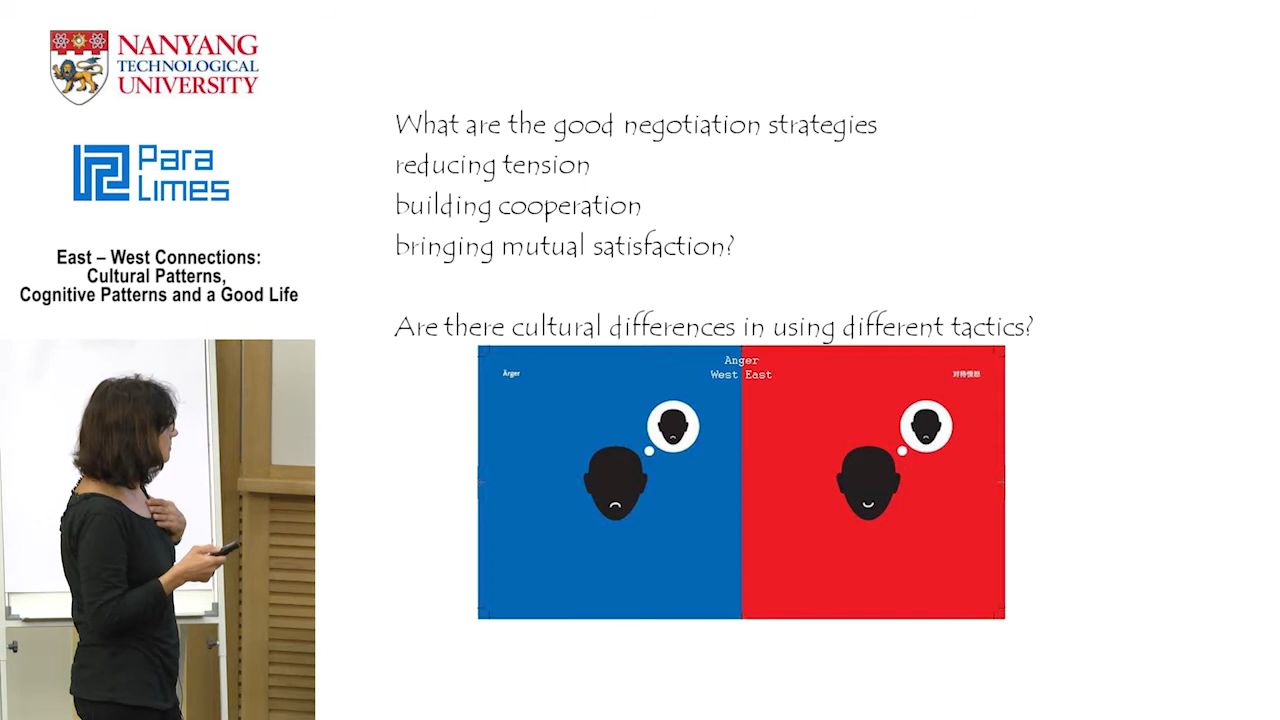 NANYANG
TECHNOLOGICAL
UNIVERSITY
Para
Limes
East – West Connections:
Cultural Patterns,
Cognitive Patterns and a Good Life
What are the good negotiation strategies
reducing tension
building cooperation
bringing mutual satisfaction?
Are there cultural differences in using different tactics?
Anger
West East
Ärger
对待愤怒